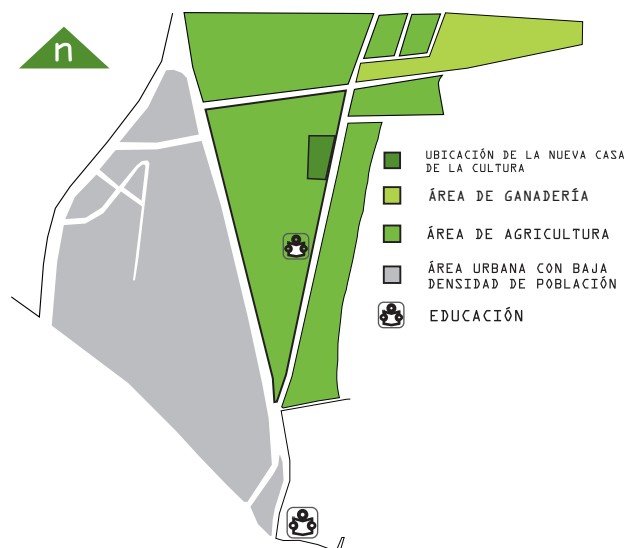 n
UBICACIÓN DE LA NUEVA CASA
DE LA CULTURA
ÁREA DE GANADERÍA
ÁREA DE AGRICULTURA
ÁREA URBANA CON BAJA
DENSIDAD DE POBLACIÓN
EDUCACIÓN